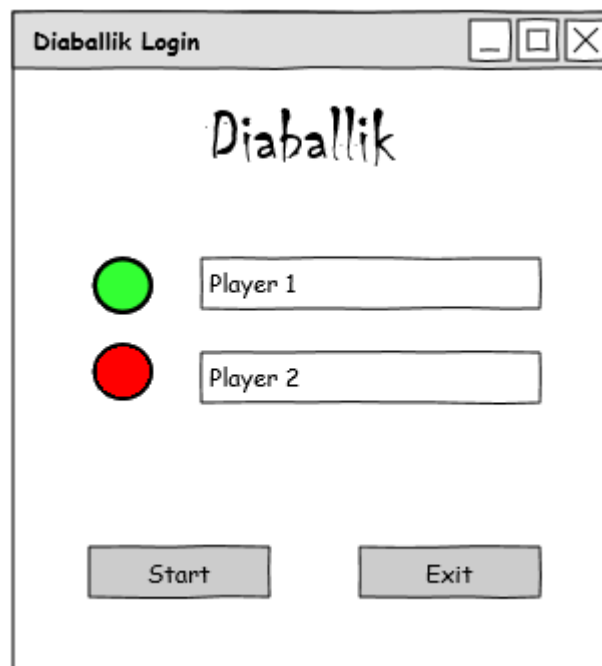 Diaballik Login
Diaballik
Player 1
Player 2
Start
Exit